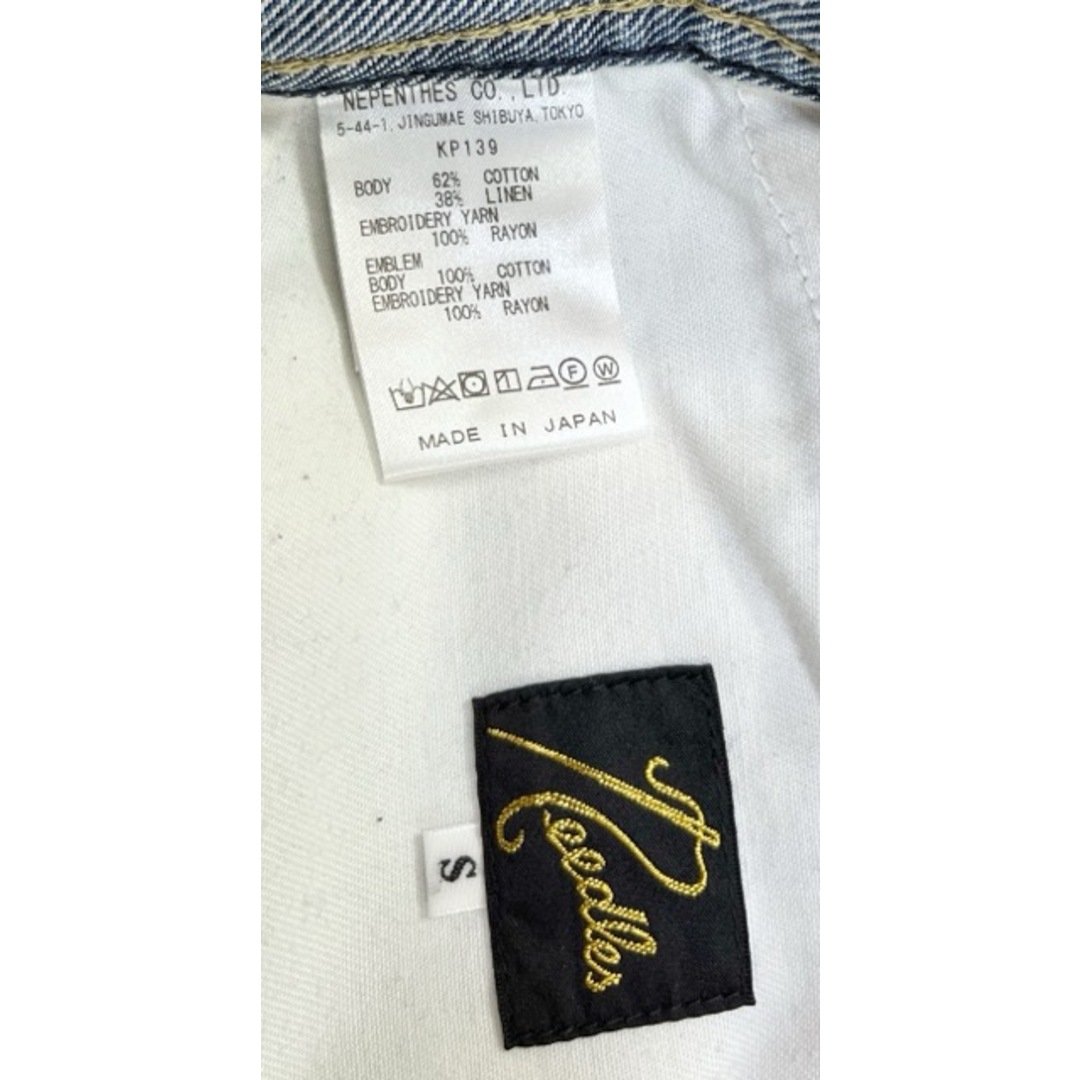 NEPENTHES CO.,LTD.
5-44-1, JINGUMAE SHIBUYA, TOKYO
KP139
BODY 62% COTTON
38% LINEN
EMBROIDERY YARN
100% RAYON
EMBLEM
BODY 100% COTTON
EMBROIDERY YARN
100% RAYON
F W
MADE IN JAPAN
S
Needles